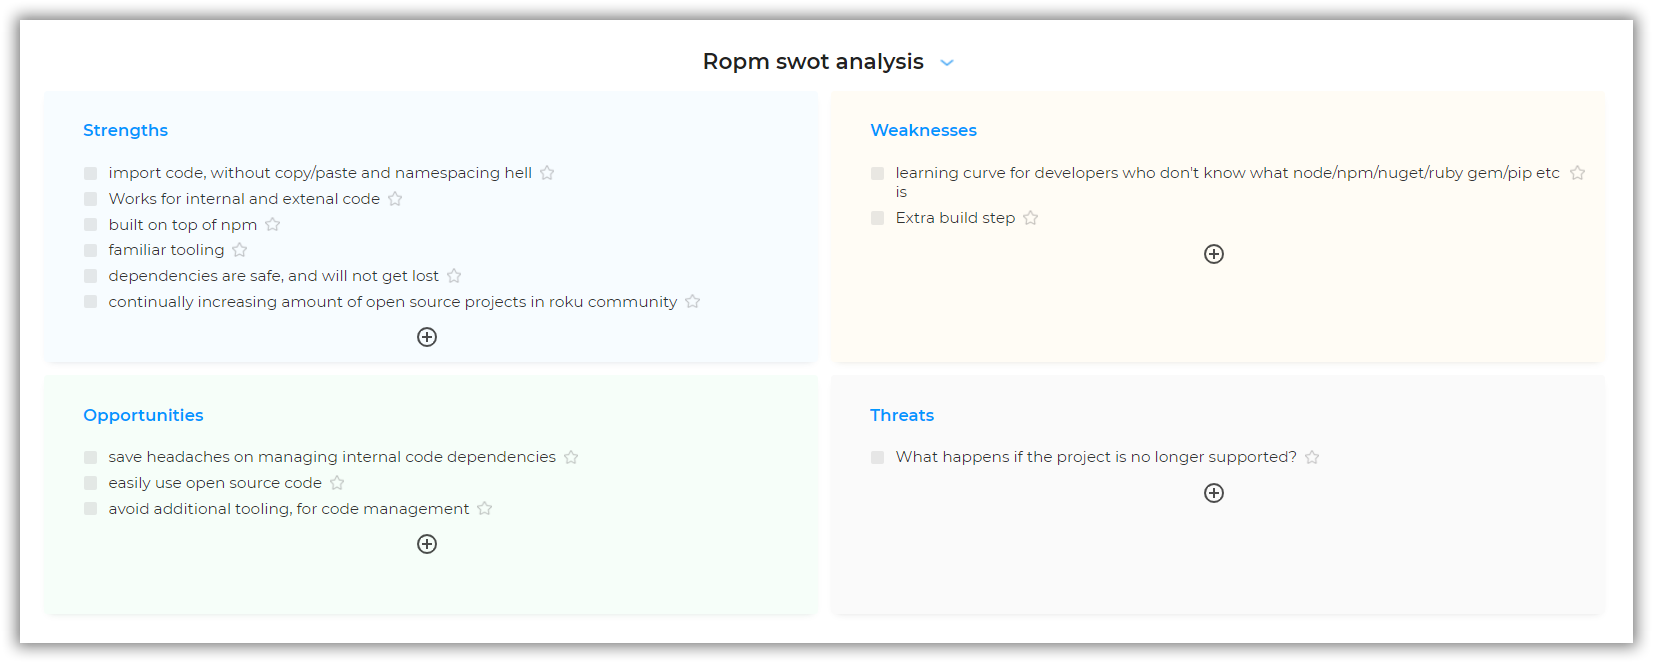 Ropm swot analysis
Strengths
import code, without copy/paste and namespacing hell
Works for internal and extenal code
built on top of npm
familiar tooling
dependencies are safe, and will not get lost
continually increasing amount of open source projects in roku community
Weaknesses
learning curve for developers who don't know what node/npm/nuget/ruby gem/pip etc
is
Extra build step
Opportunities
save headaches on managing internal code dependencies
easily use open source code
avoid additional tooling, for code management
Threats
What happens if the project is no longer supported?